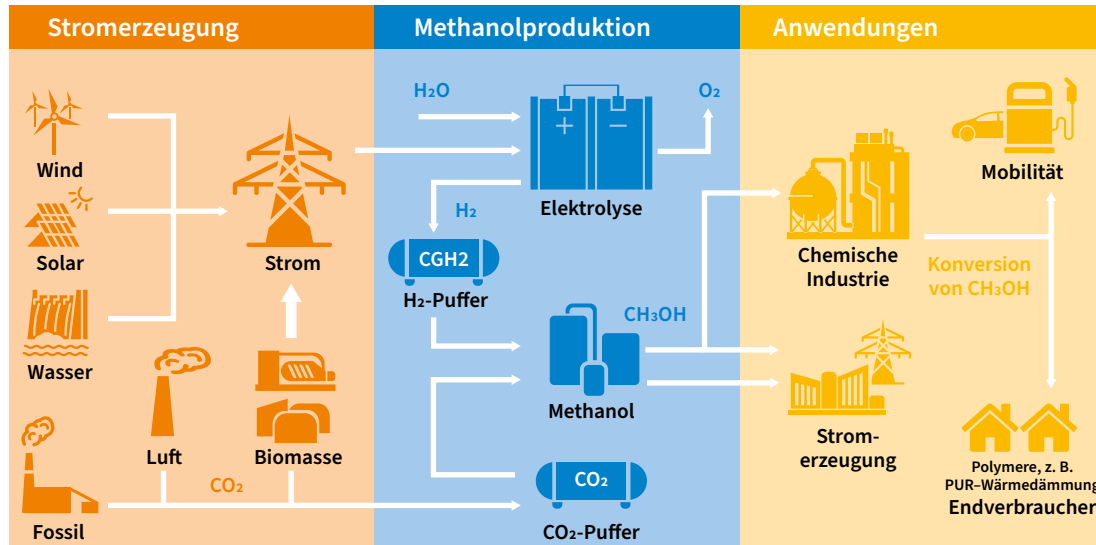 Stromerzeugung
Methanolproduktion
Anwendungen
Wind
Solar
Wasser
Fossil
Luft
Biomasse
CO₂
Strom
H₂O
O₂
+ −
Elektrolyse
H₂
CGH2
H₂-Puffer
CH₃OH
Methanol
CO₂
CO₂-Puffer
Chemische
Industrie
Strom-
erzeugung
Mobilität
Konversion
von CH₃OH
Polymere, z. B.
PUR–Wärmedämmung
Endverbraucher